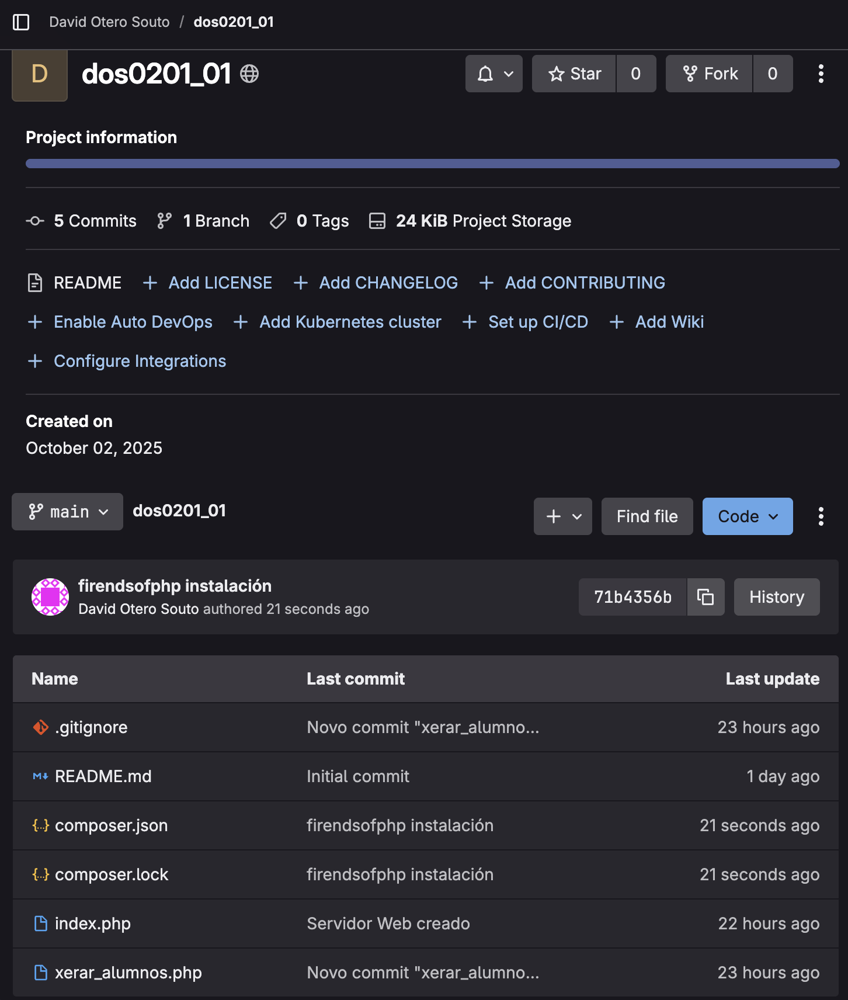 David Otero Souto / dos0201_01
D
dos0201_01
Star 0
Fork 0
Project information
5 Commits 1 Branch 0 Tags 24 KiB Project Storage
README + Add LICENSE + Add CHANGELOG + Add CONTRIBUTING
+ Enable Auto DevOps + Add Kubernetes cluster + Set up CI/CD + Add Wiki
+ Configure Integrations
Created on
October 02, 2025
main dos0201_01 + Find file Code
firendsofphp instalación
David Otero Souto authored 21 seconds ago
71b4356b History
Name Last commit Last update
.gitignore Novo commit "xerar_alumno... 23 hours ago
M README.md Initial commit 1 day ago
{..} composer.json firendsofphp instalación 21 seconds ago
{..} composer.lock firendsofphp instalación 21 seconds ago
index.php Servidor Web creado 22 hours ago
xerar_alumnos.php Novo commit "xerar_alumno... 23 hours ago